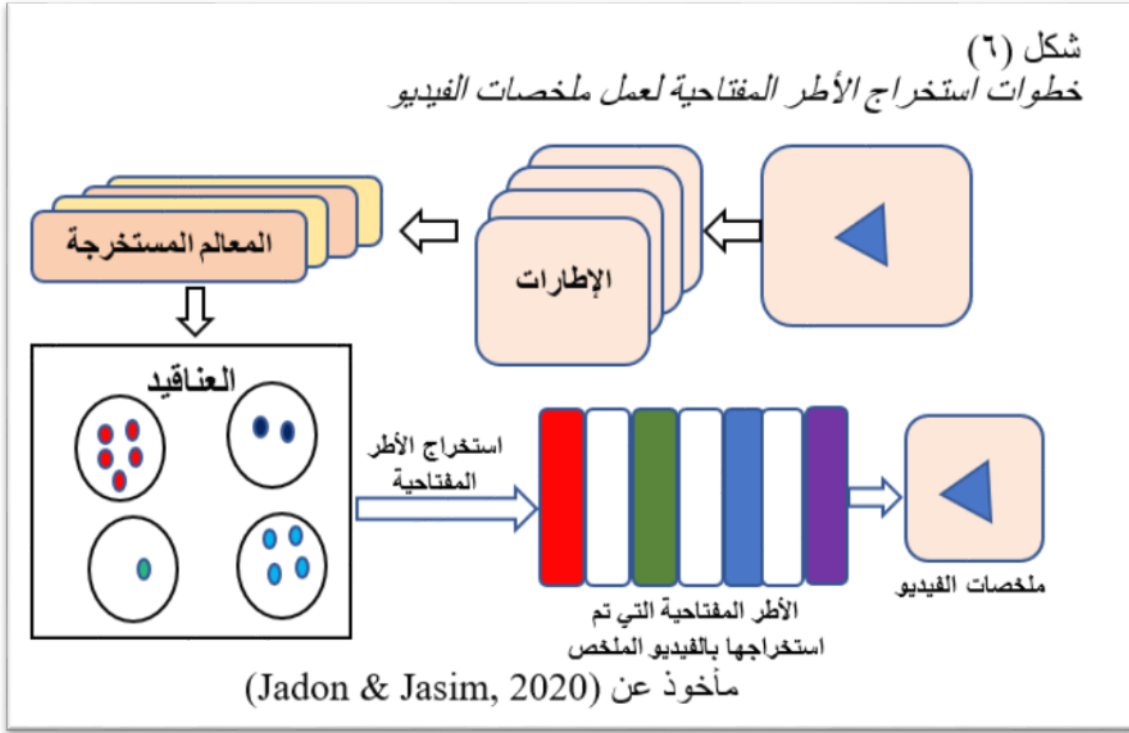 شكل (٦)
خطوات استخراج الأطر المفتاحية لعمل ملخصات الفيديو
الإطارات
المعالم المستخرجة
العناقيد
استخراج الأطر
المفتاحية
الأطر المفتاحية التي تم
استخراجها بالفيديو الملخص
ملخصات الفيديو
مأخوذ عن (Jadon & Jasim, 2020)